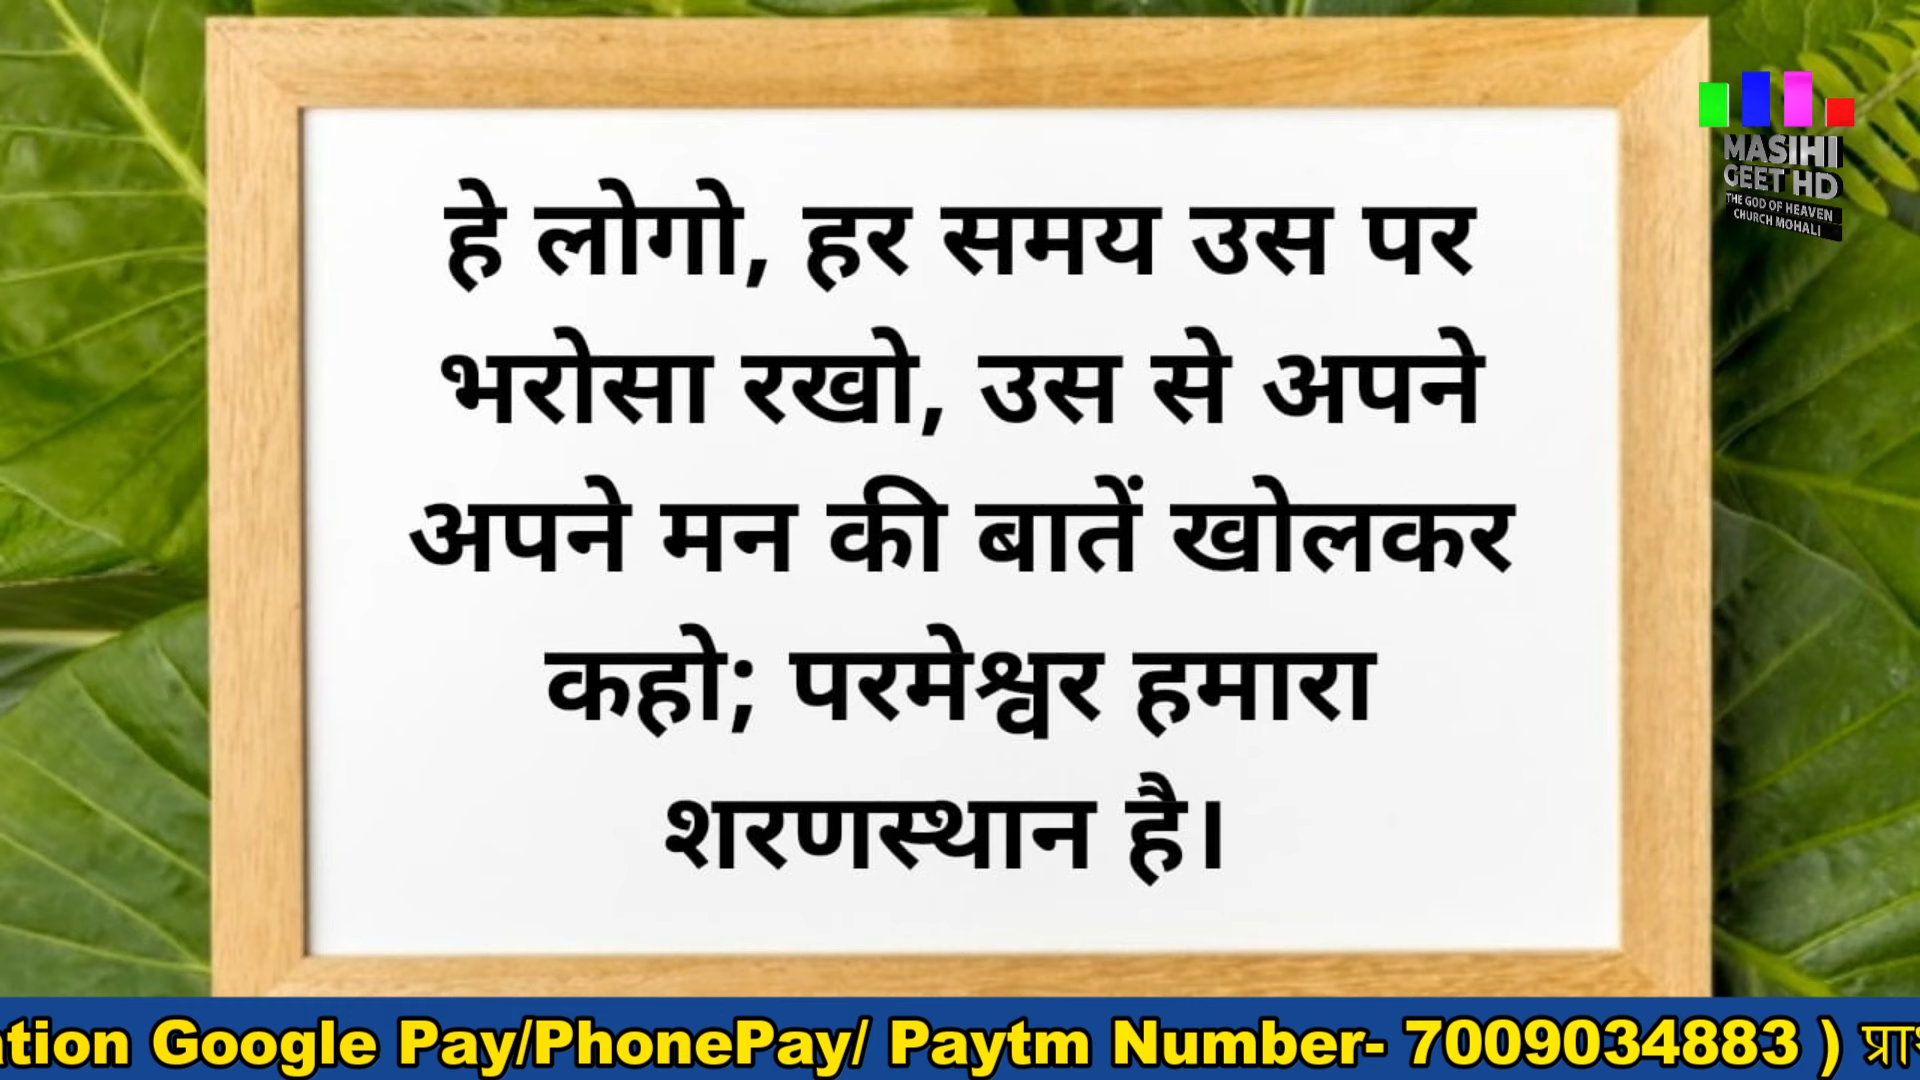 हे लोगो, हर समय उस पर
भरोसा रखो, उस से अपने
अपने मन की बातें खोलकर
कहो; परमेश्वर हमारा
शरणस्थान है।
MASIHI
GEET HD
THE GOD OF HEAVEN
CHURCH MOHALI
Google Pay/PhonePay/ Paytm Number- 7009034883 )